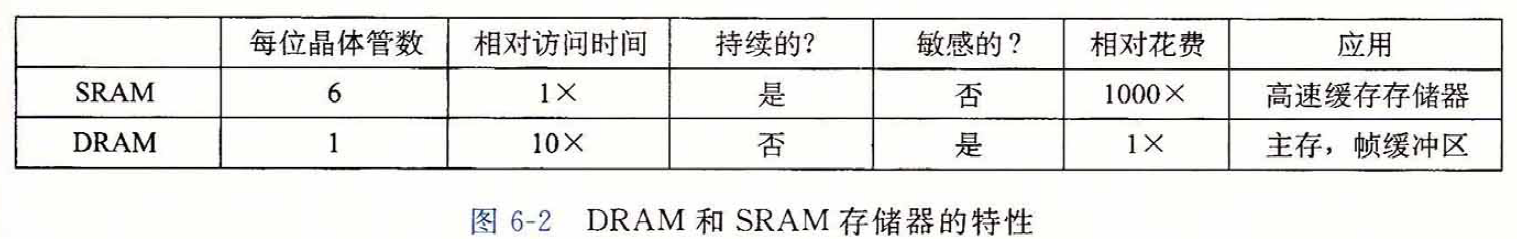 每位晶体管数 相对访问时间 持续的? 敏感的? 相对花费 应用
SRAM 6 1× 是 否 1000× 高速缓存存储器
DRAM 1 10× 否 是 1× 主存，帧缓冲区
图 6-2 DRAM 和 SRAM 存储器的特性